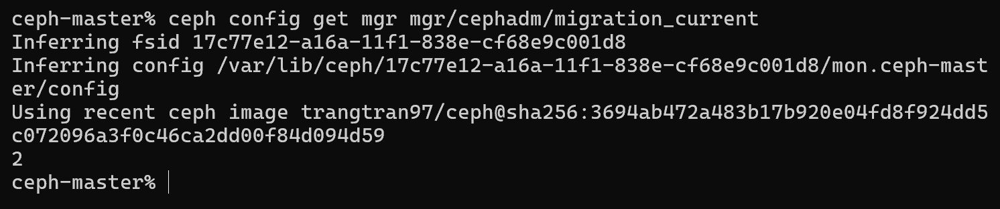 ceph-master% ceph config get mgr mgr/cephadm/migration_current
Inferring fsid 17c77e12-a16a-11f1-838e-cf68e9c001d8
Inferring config /var/lib/ceph/17c77e12-a16a-11f1-838e-cf68e9c001d8/mon.ceph-mast
er/config
Using recent ceph image trangtran97/ceph@sha256:3694ab472a483b17b920e04fd8f924dd5
c072096a3f0c46ca2dd00f84d094d59
2
ceph-master%